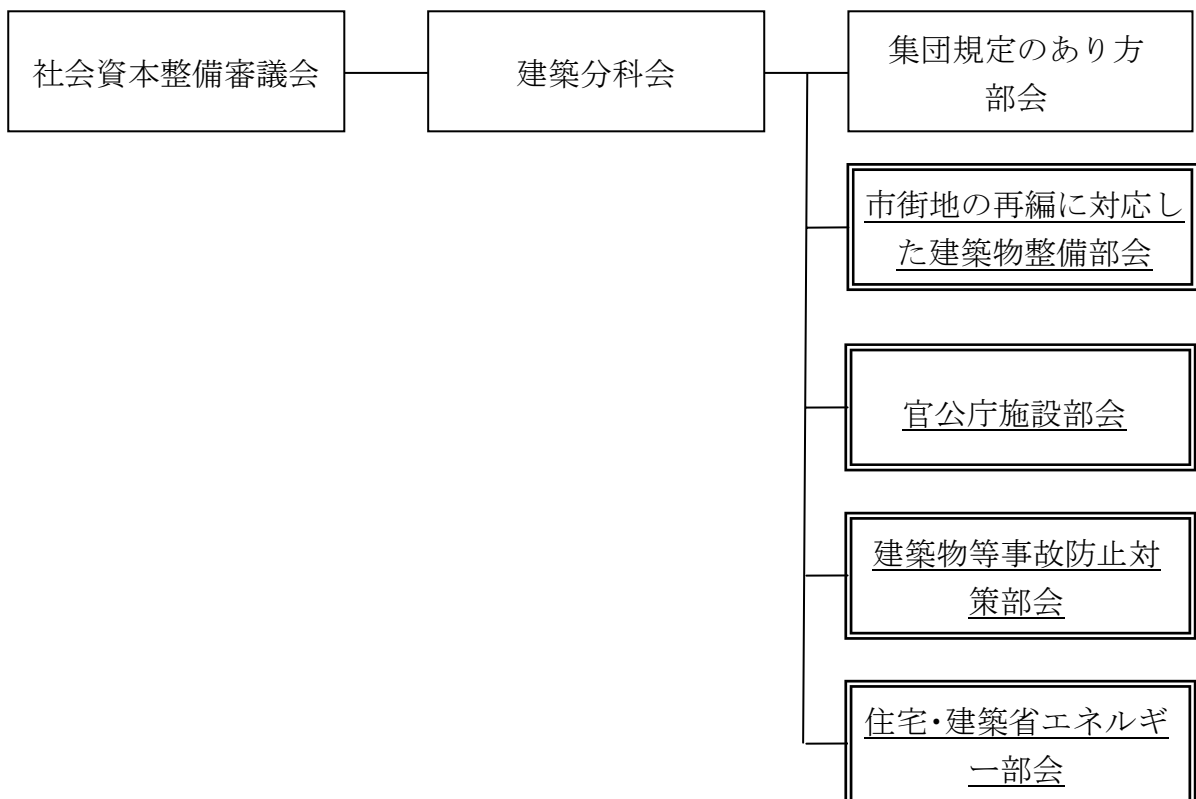 社会資本整備審議会
建築分科会
集団規定のあり方
部会
市街地の再編に対応し
た建築物整備部会
官公庁施設部会
建築物等事故防止対
策部会
住宅・建築省エネルギ
ー部会